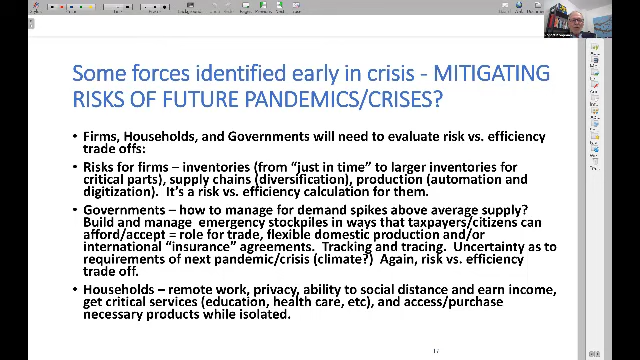 Some forces identified early in crisis - MITIGATING
RISKS OF FUTURE PANDEMICS/CRISES?
• Firms, Households, and Governments will need to evaluate risk vs. efficiency
trade offs:
• Risks for firms – inventories (from "just in time" to larger inventories for
critical parts), supply chains (diversification), production (automation and
digitization). It's a risk vs. efficiency calculation for them.
• Governments – how to manage for demand spikes above average supply?
Build and manage emergency stockpiles in ways that taxpayers/citizens can
afford/accept = role for trade, flexible domestic production and/or
international "insurance" agreements. Tracking and tracing. Uncertainty as to
requirements of next pandemic/crisis (climate?) Again, risk vs. efficiency
trade off.
• Households – remote work, privacy, ability to social distance and earn income,
get critical services (education, health care, etc), and access/purchase
necessary products while isolated.